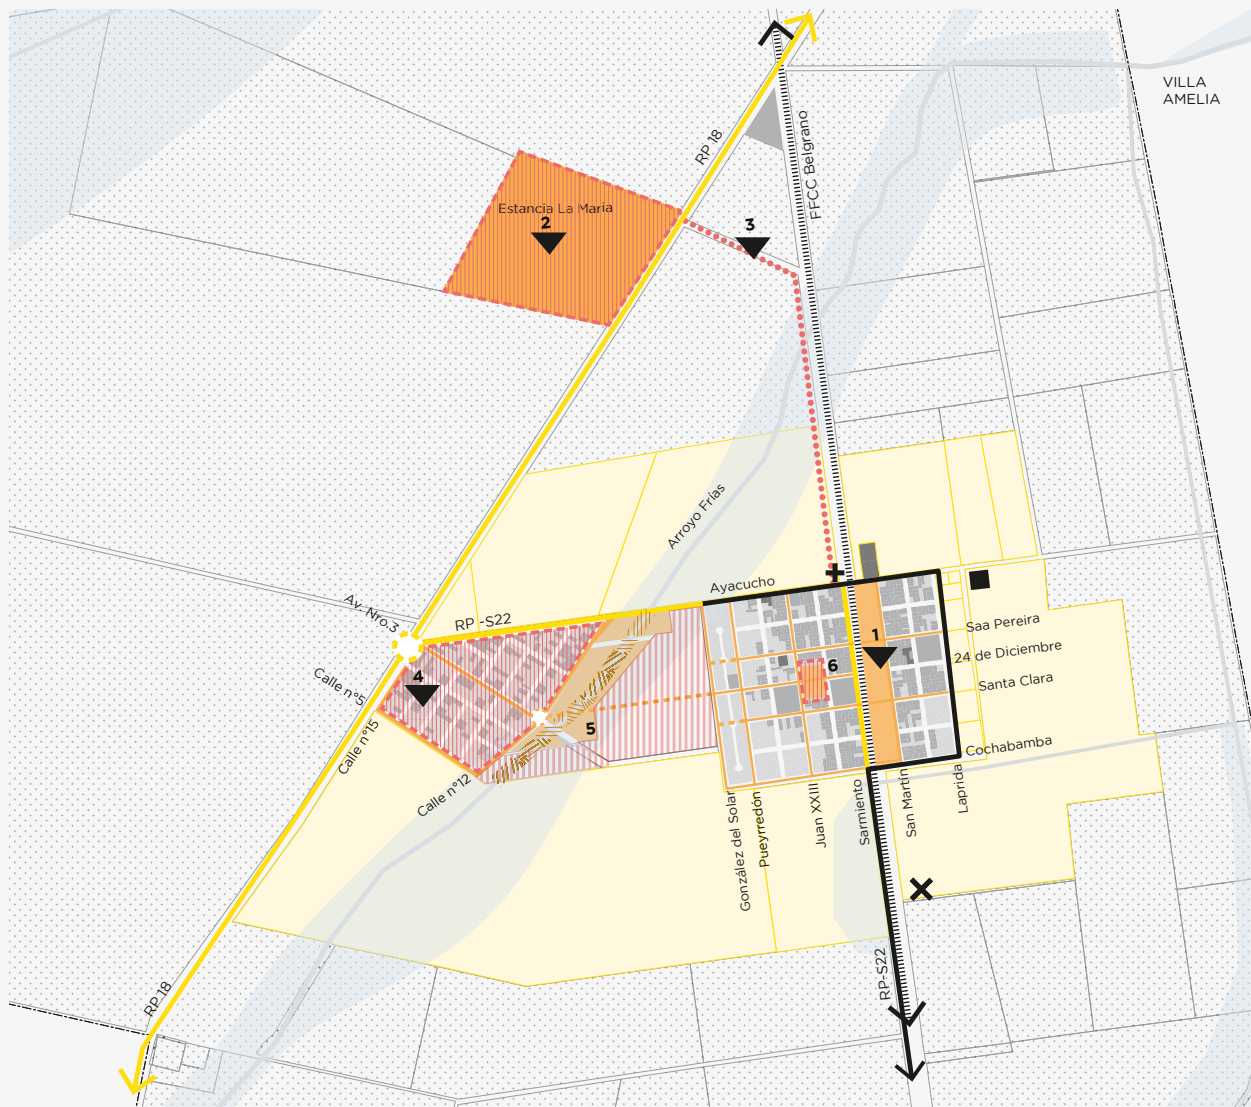 VILLA
AMELIA
RP 18
FFCC Belgrano
Estancia La Maria
2
3
Arroyo Frías
Ayacucho
Av. Nro.3
RP -S22
1
Saa Pereira
24 de Diciembre
6
4
Santa Clara
Calle n°5
5
Calle n°15
Cochabamba
Calle n°12
González del Solar
Pueyrredón
Juan XXIII
Sarmiento
San Martín
Laprida
RP-S22
RP 18